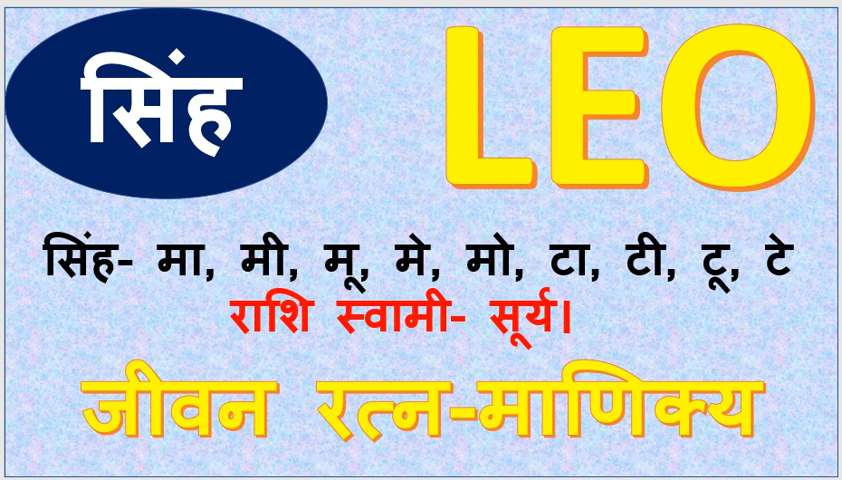 सिंह
LEO
सिंह- मा, मी, मू, मे, मो, टा, टी, टू, टे
राशि स्वामी- सूर्य।
जीवन रत्न-माणिक्य